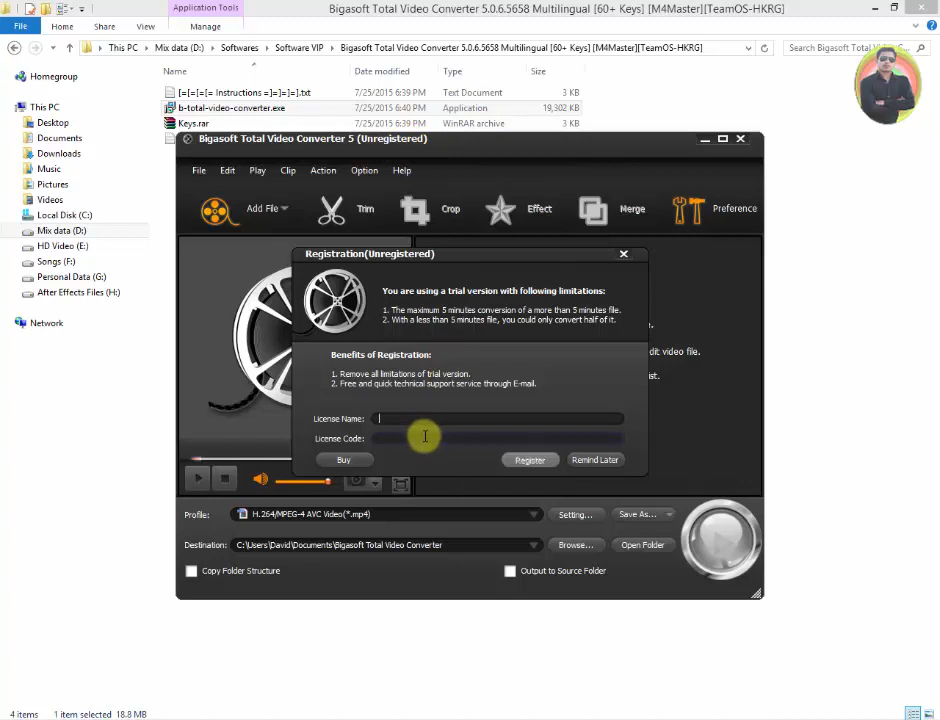 Application Tools
Bigasoft Total Video Converter 5.0.6.5658 Multilingual [60+ Keys] [M4Master][TeamOS-HKRG]
File
Home
Share
View
Manage
This PC
Mix data (D:)
Softwares
Software VIP
Bigasoft Total Video Converter 5.0.6.5658 Multilingual [60+ Keys] [M4Master][TeamOS-HKRG]
Search Bigasoft Total V
Homegroup
This PC
Desktop
Documents
Downloads
Music
Pictures
Videos
Local Disk (C:)
Mix data (D:)
HD Video (E:)
Songs (F:)
Personal Data (G:)
After Effects Files (H:)
Network
Name
Date modified
Type
Size
[=[=[=[= Instructions =]=]=]=].txt
7/25/2015 6:39 PM
Text Document
3 KB
b-total-video-converter.exe
7/25/2015 6:40 PM
Application
19,302 KB
Keys.rar
7/25/2015 6:39 PM
WinRAR archive
3 KB
Bigasoft Total Video Converter 5 (Unregistered)
File
Edit
Play
Clip
Action
Option
Help
Add File
Trim
Crop
Effect
Merge
Preference
Registration(Unregistered)
You are using a trial version with following limitations:
1. The maximum 5 minutes conversion of a more than 5 minutes file.
2. With a less than 5 minutes file, you could only convert half of it.
Benefits of Registration:
1. Remove all limitations of trial version.
2. Free and quick technical support service through E-mail.
License Name:
License Code:
Buy
Register
Remind Later
dit video file.
ist.
Profile:
H.264/MPEG-4 AVC Video(*.mp4)
Setting...
Save As...
Destination:
C:\Users\David\Documents\Bigasoft Total Video Converter
Browse...
Open Folder
Copy Folder Structure
Output to Source Folder
4 items
1 item selected 18.8 MB